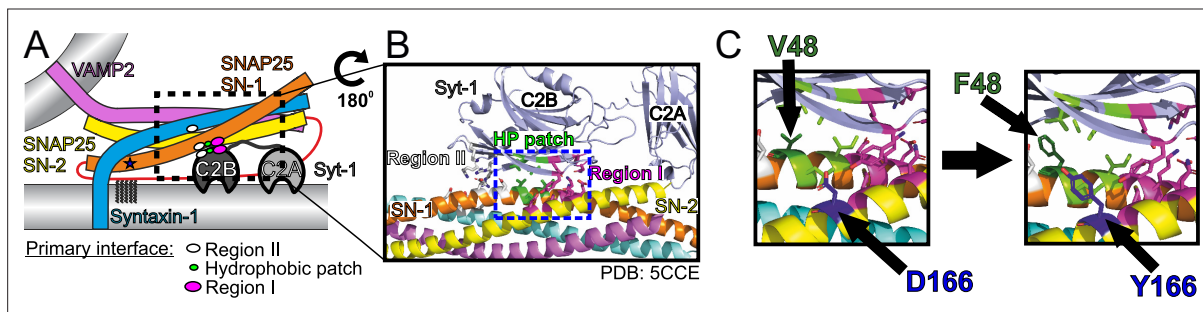 A
VAMP2
SNAP25
SN-1
180⁰
SNAP25
SN-2
C2B
C2A
Syt-1
Syntaxin-1
Primary interface:
Region II
Hydrophobic patch
Region I
B
Syt-1
C2B
C2A
HP patch
Region II
Region I
SN-1
SN-2
PDB: 5CCE
C
V48
F48
D166
Y166